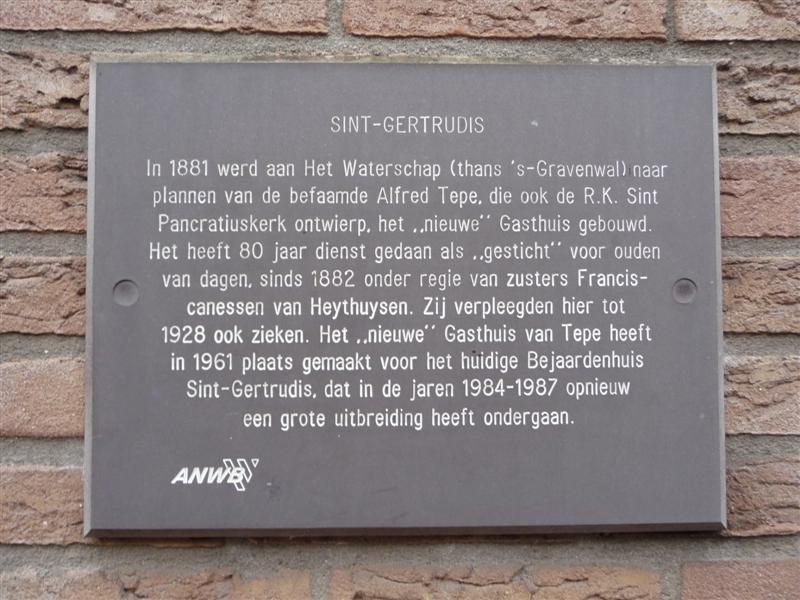 SINT-GERTRUDIS
In 1881 werd aan Het Waterschap (thans 's-Gravenwal) naar
plannen van de befaamde Alfred Tepe, die ook de R.K. Sint
Pancratiuskerk ontwierp, het „nieuwe” Gasthuis gebouwd.
Het heeft 80 jaar dienst gedaan als „gesticht” voor ouden
van dagen, sinds 1882 onder regie van zusters Francis-
canessen van Heythuysen. Zij verpleegden hier tot
1928 ook zieken. Het „nieuwe” Gasthuis van Tepe heeft
in 1961 plaats gemaakt voor het huidige Bejaardenhuis
Sint-Gertrudis, dat in de jaren 1984-1987 opnieuw
een grote uitbreiding heeft ondergaan.
ANWB